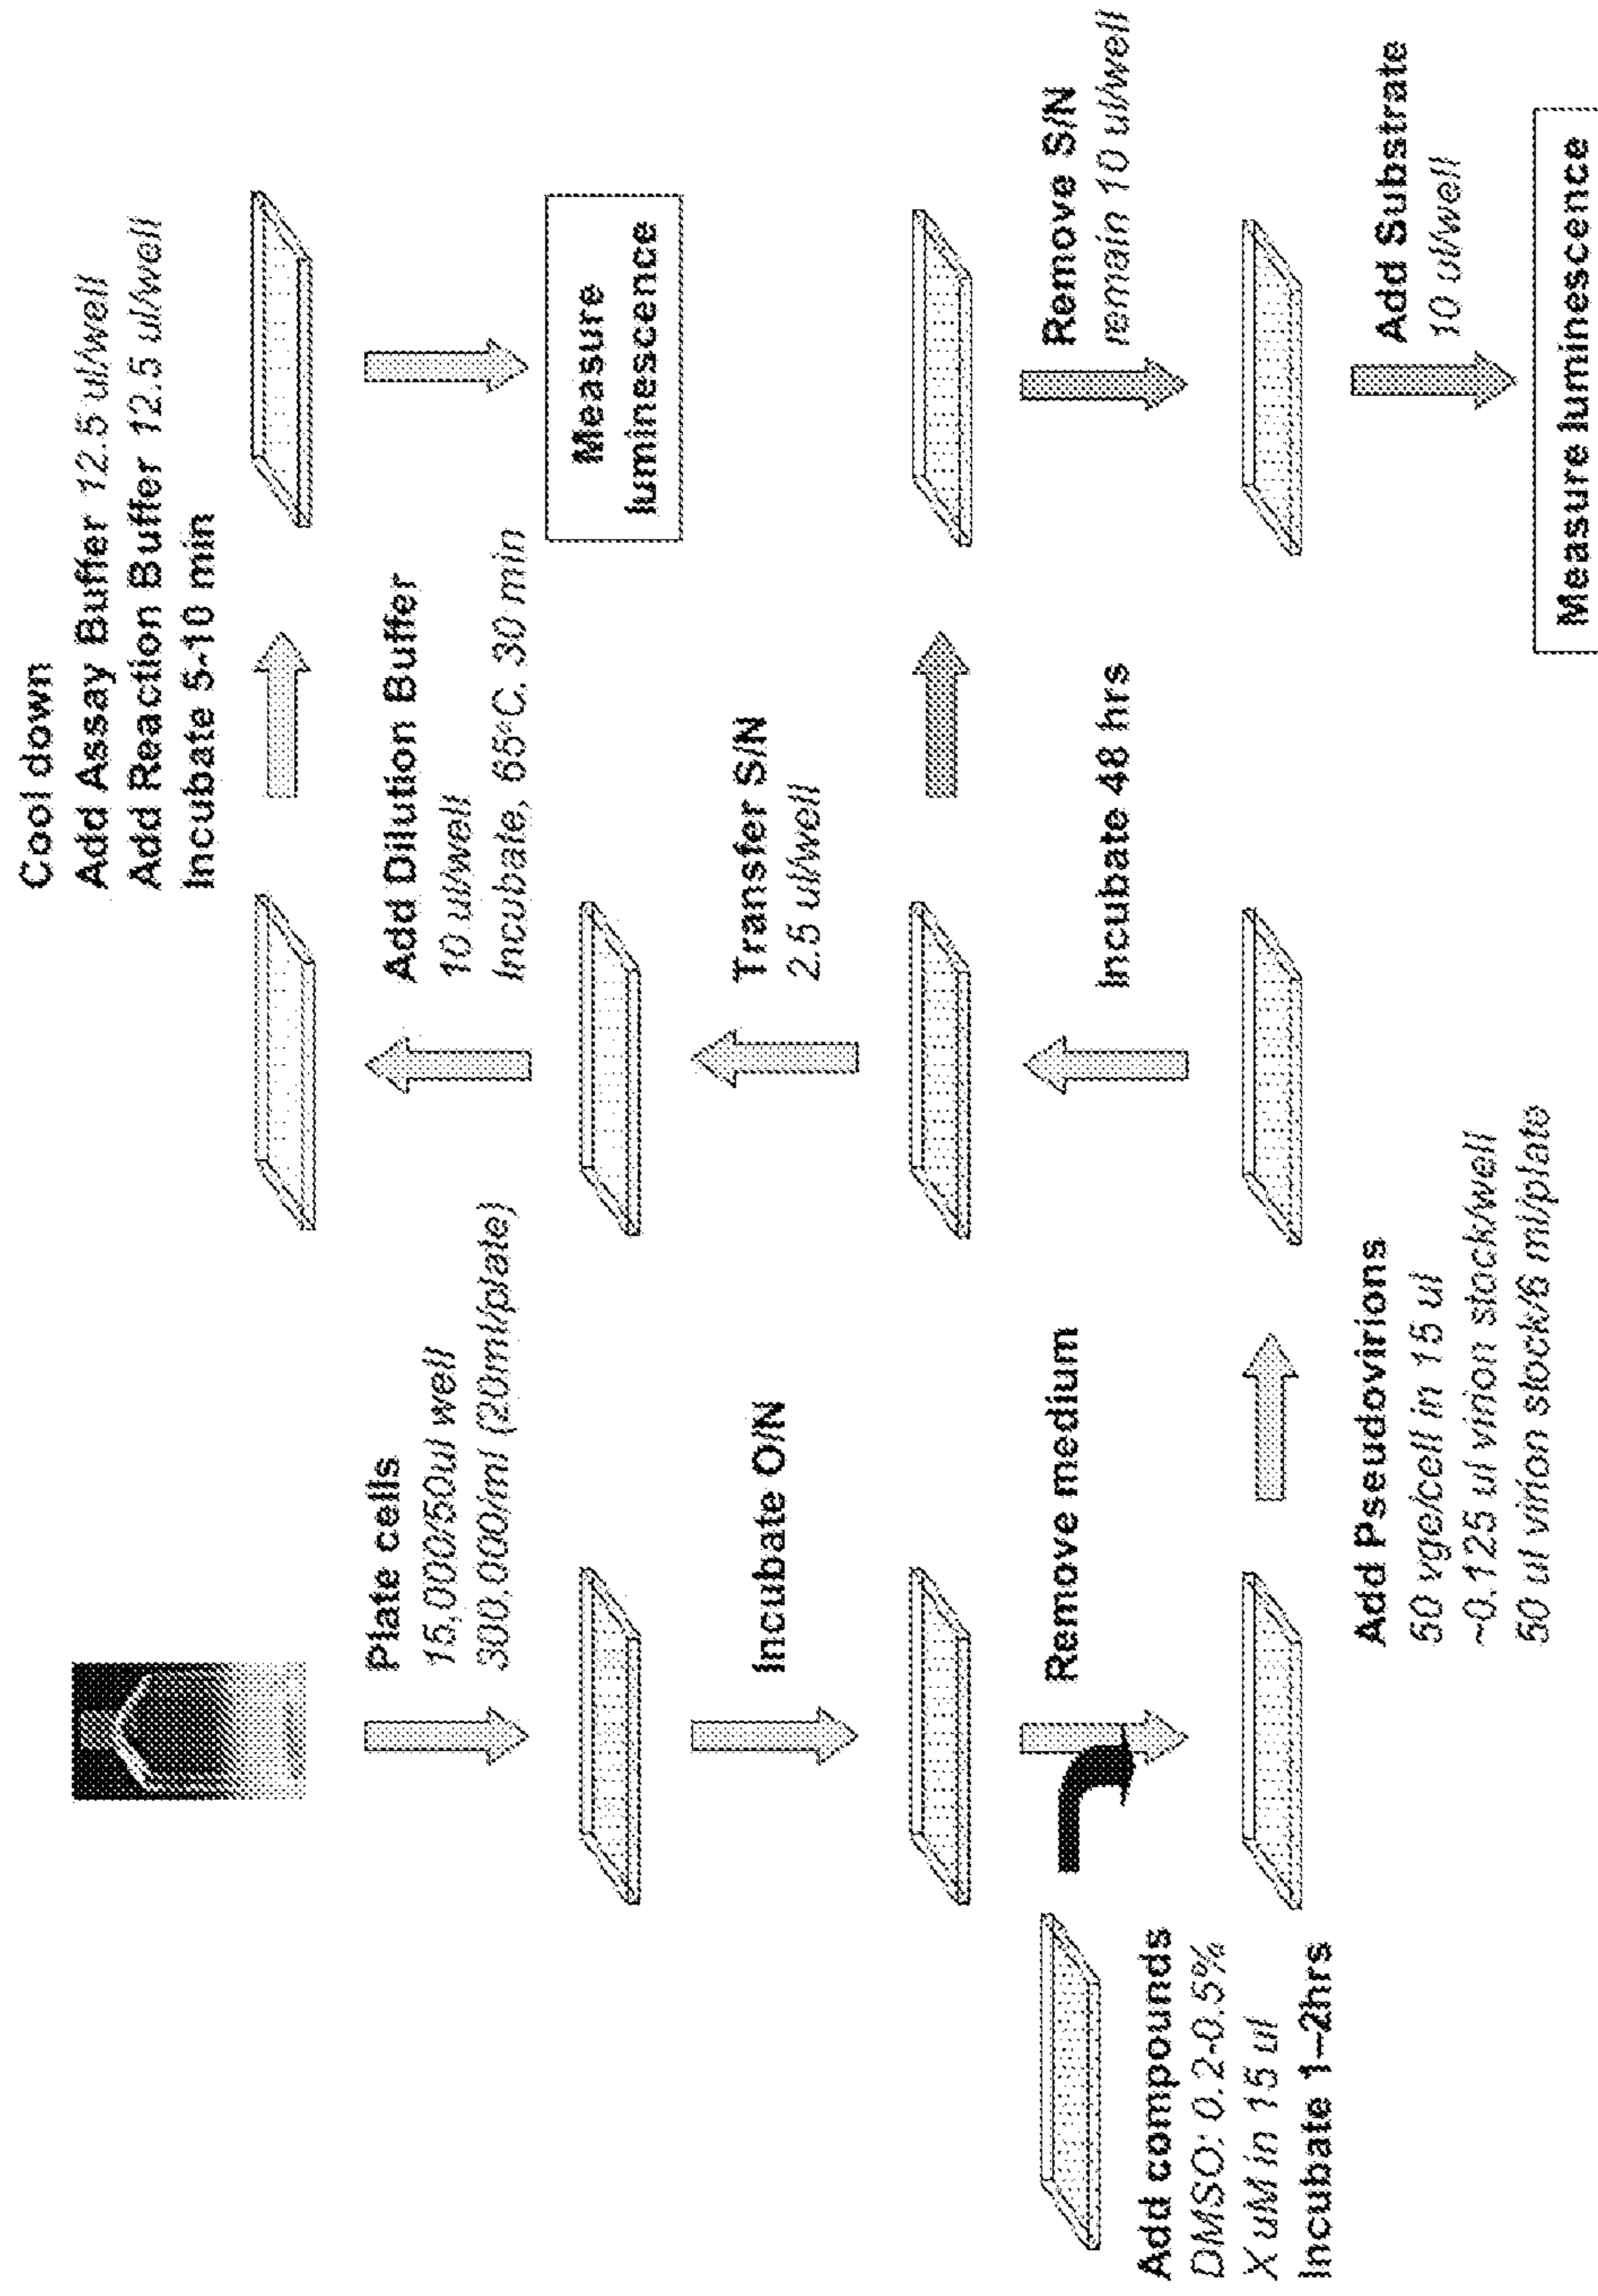 Plate cells
15,000/50ul well
300,000/ml (20ml/plate)
Incubate O/N
Remove medium
Add compounds
DMSO: 0.2-0.5%
X uM in 15 ul
Incubate 1–2hrs
Add Pseudovirions
50 vge/cell in 15 ul
~0.125 ul virion stock/well
50 ul virion stock/6 ml/plate
Incubate 48 hrs
Transfer S/N
2.5 ul/well
Add Dilution Buffer
10 ul/well
Incubate, 65°C, 30 min
Cool down
Add Assay Buffer 12.5 ul/well
Add Reaction Buffer 12.5 ul/well
Incubate 5-10 min
Measure
luminescence
Remove S/N
remain 10 ul/well
Add Substrate
10 ul/well
Measure luminescence